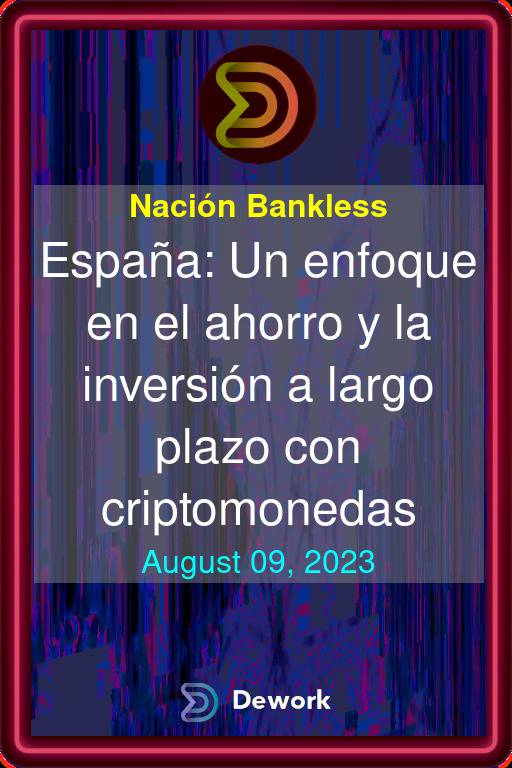 Nación Bankless
España: Un enfoque
en el ahorro y la
inversión a largo
plazo con
criptomonedas
August 09, 2023
Dework